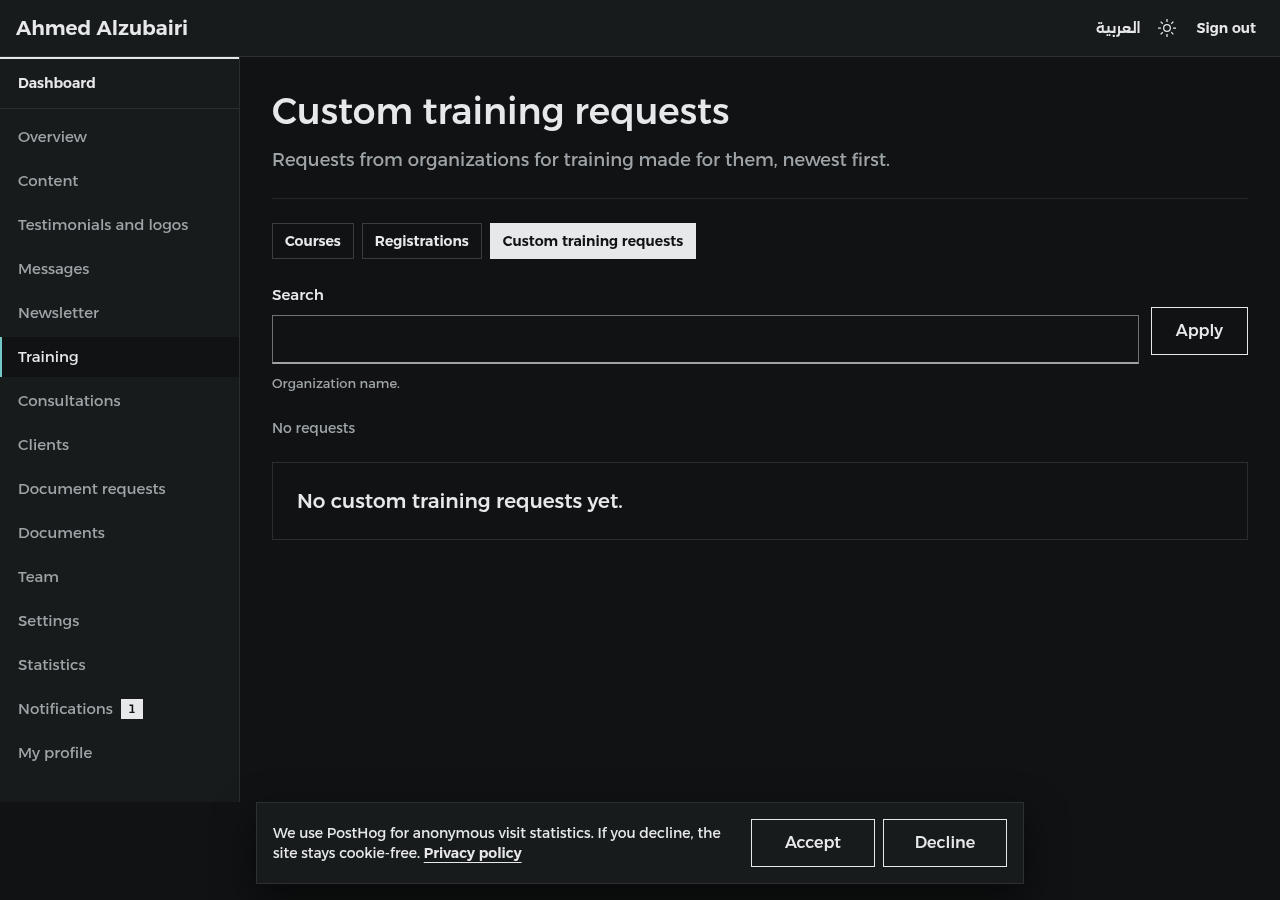 Ahmed Alzubairi
العربية
Sign out
Dashboard
Overview
Content
Testimonials and logos
Messages
Newsletter
Training
Consultations
Clients
Document requests
Documents
Team
Settings
Statistics
Notifications 1
My profile
Custom training requests
Requests from organizations for training made for them, newest first.
Courses
Registrations
Custom training requests
Search
Apply
Organization name.
No requests
No custom training requests yet.
We use PostHog for anonymous visit statistics. If you decline, the
site stays cookie-free. Privacy policy
Accept
Decline